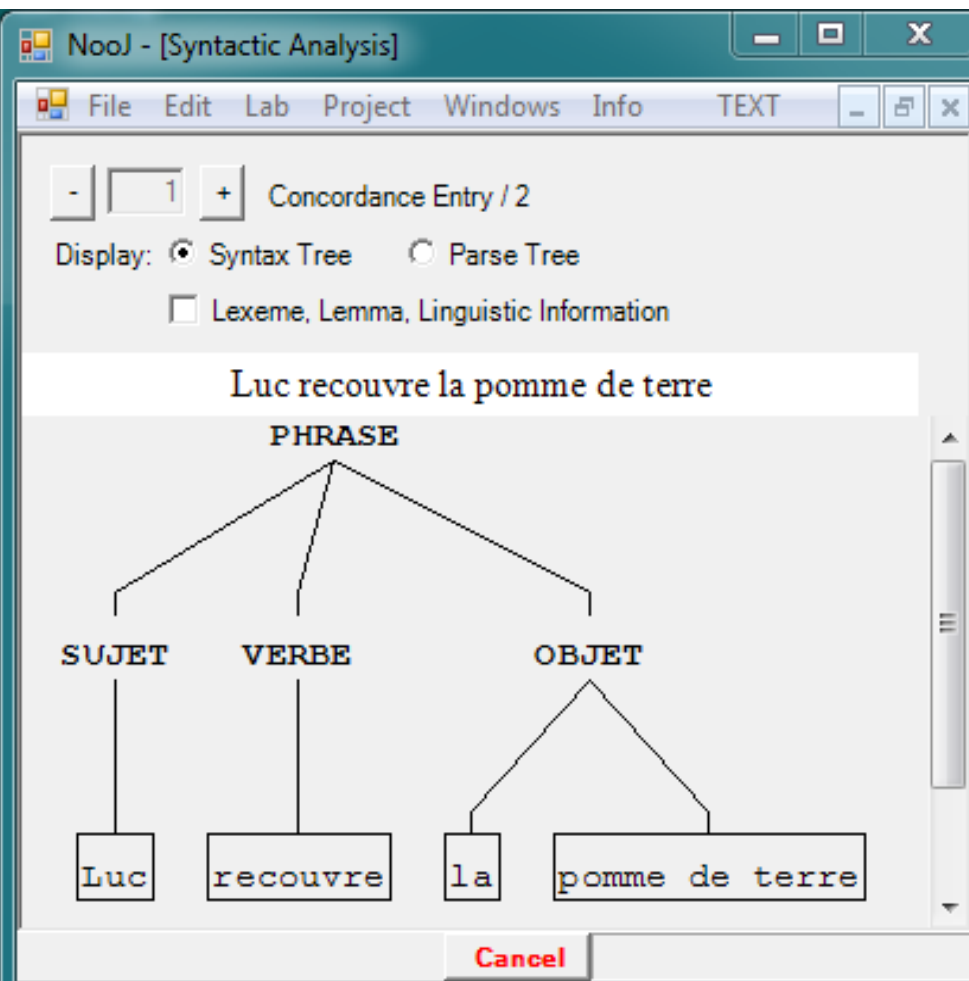 NooJ - [Syntactic Analysis]
File Edit Lab Project Windows Info TEXT
- 1 + Concordance Entry / 2
Display: Syntax Tree Parse Tree
Lexeme, Lemma, Linguistic Information
Luc recouvre la pomme de terre
PHRASE
SUJET VERBE OBJET
Luc recouvre la pomme de terre
Cancel